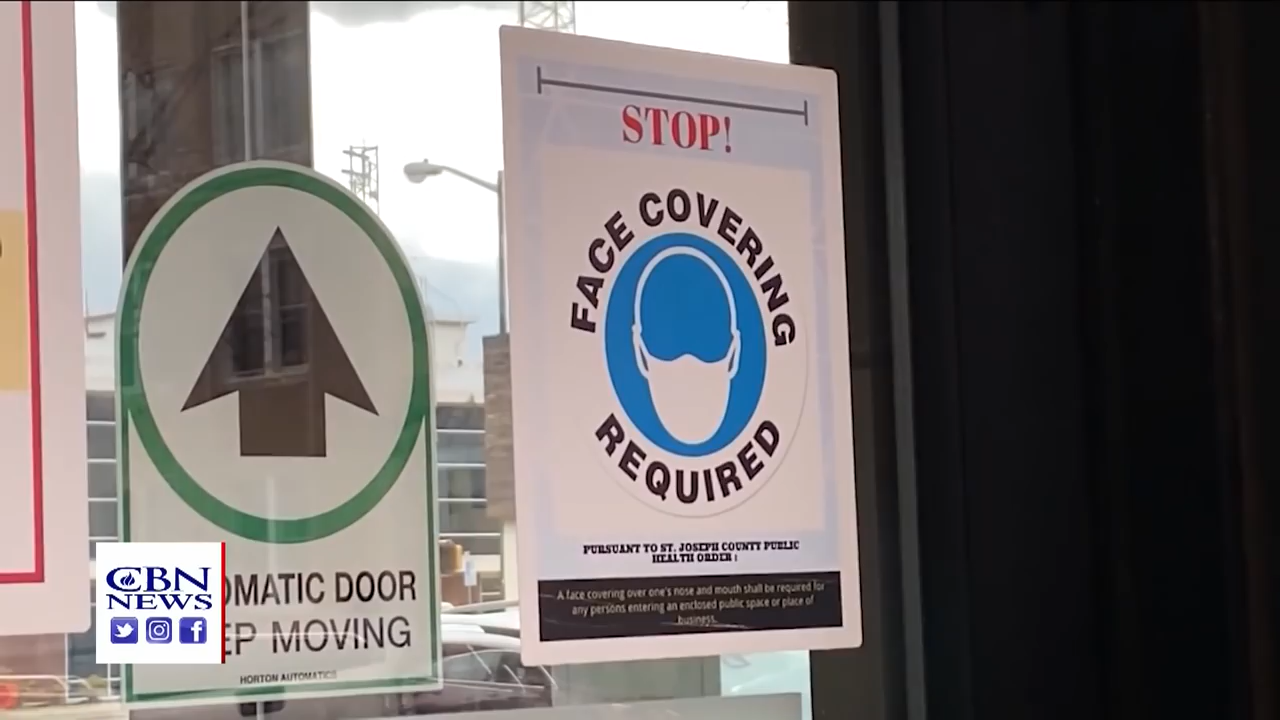 STOP!
FACE COVERING
REQUIRED
PURSUANT TO ST. JOSEPH COUNTY PUBLIC
HEALTH ORDER :
A face covering over one's nose and mouth shall be required for
any persons entering an enclosed public space or place of
business.
OMATIC DOOR
EP MOVING
HORTON AUTOMATICS
CBN
NEWS